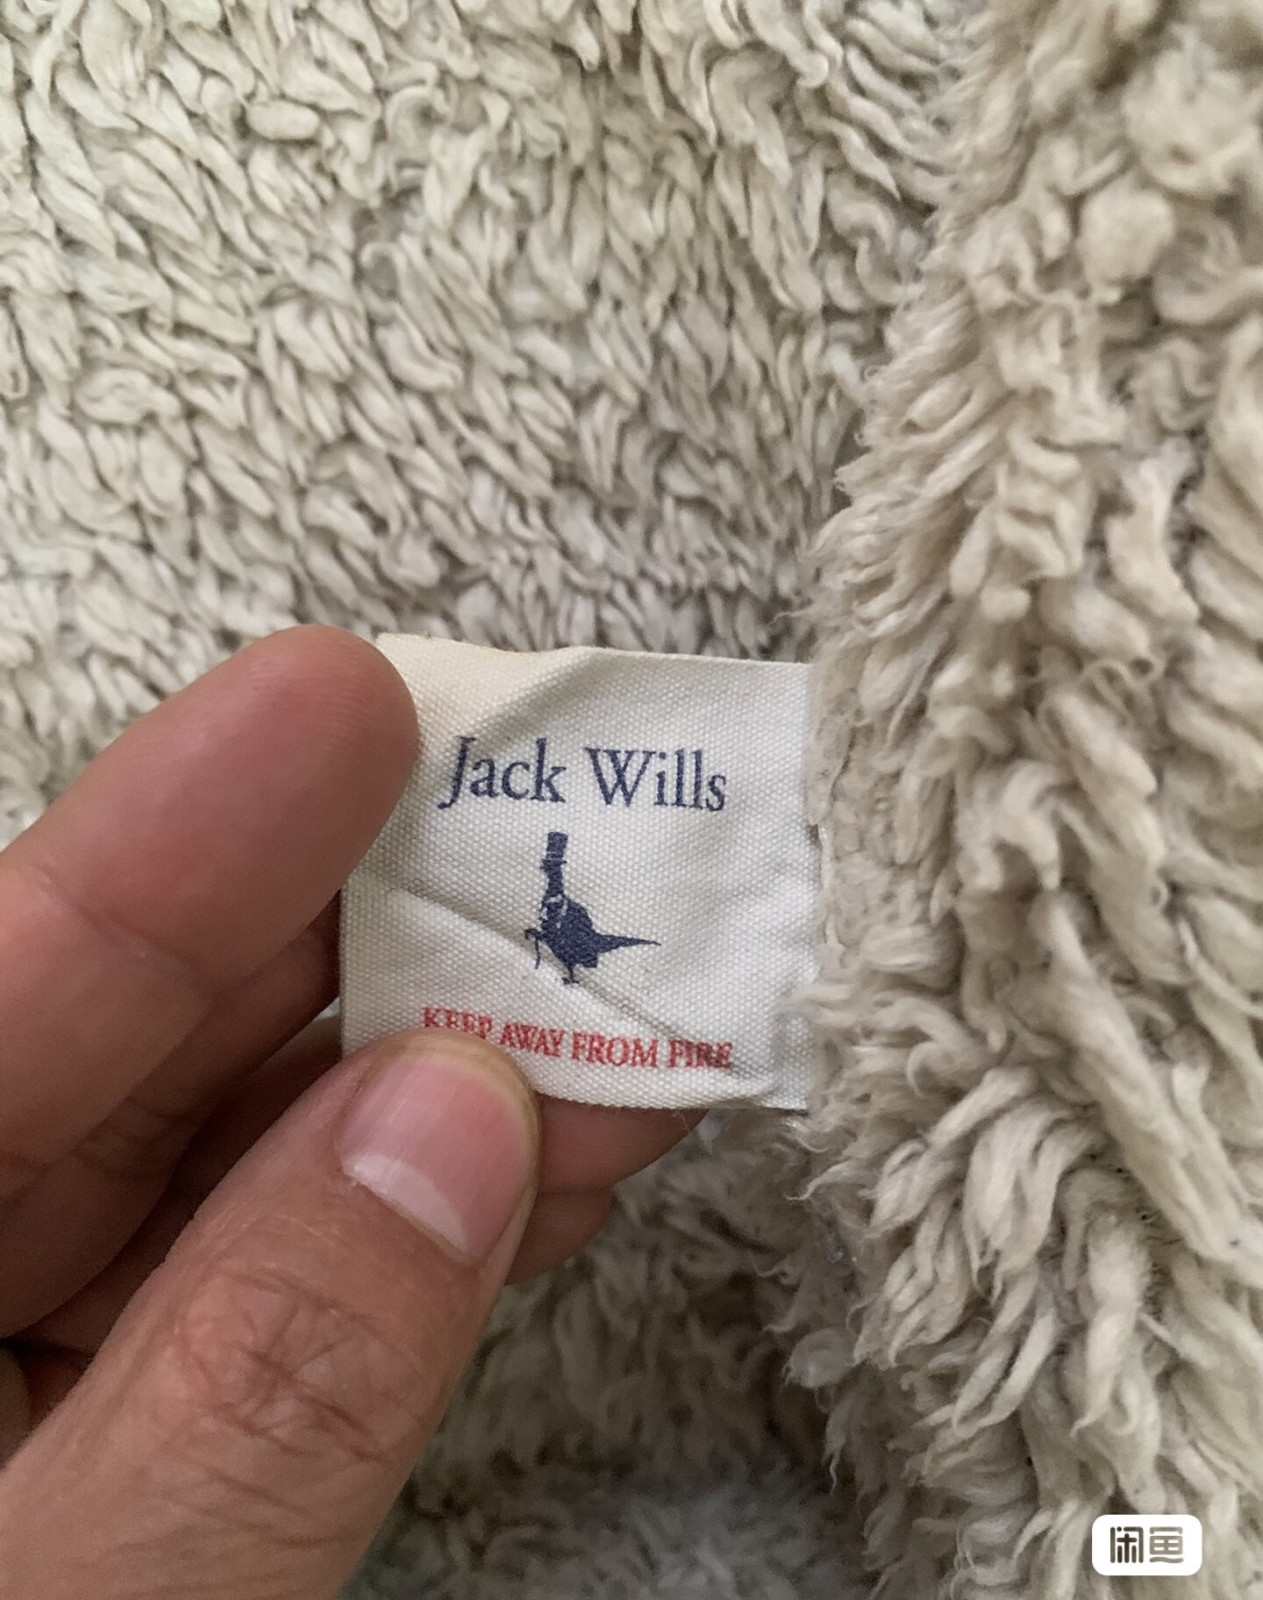 Jack Wills
KEEP AWAY FROM FIRE
闲鱼